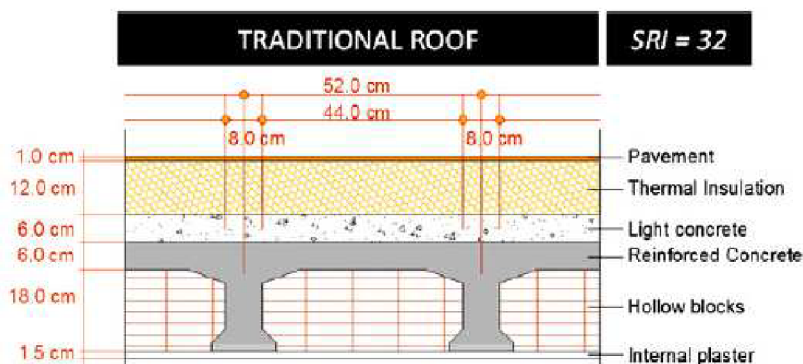 TRADITIONAL ROOF
SRI = 32
52.0 cm
44.0 cm
8.0 cm 8.0 cm
1.0 cm Pavement
12.0 cm Thermal Insulation
6.0 cm Light concrete
6.0 cm Reinforced Concrete
18.0 cm Hollow blocks
1.5 cm Internal plaster